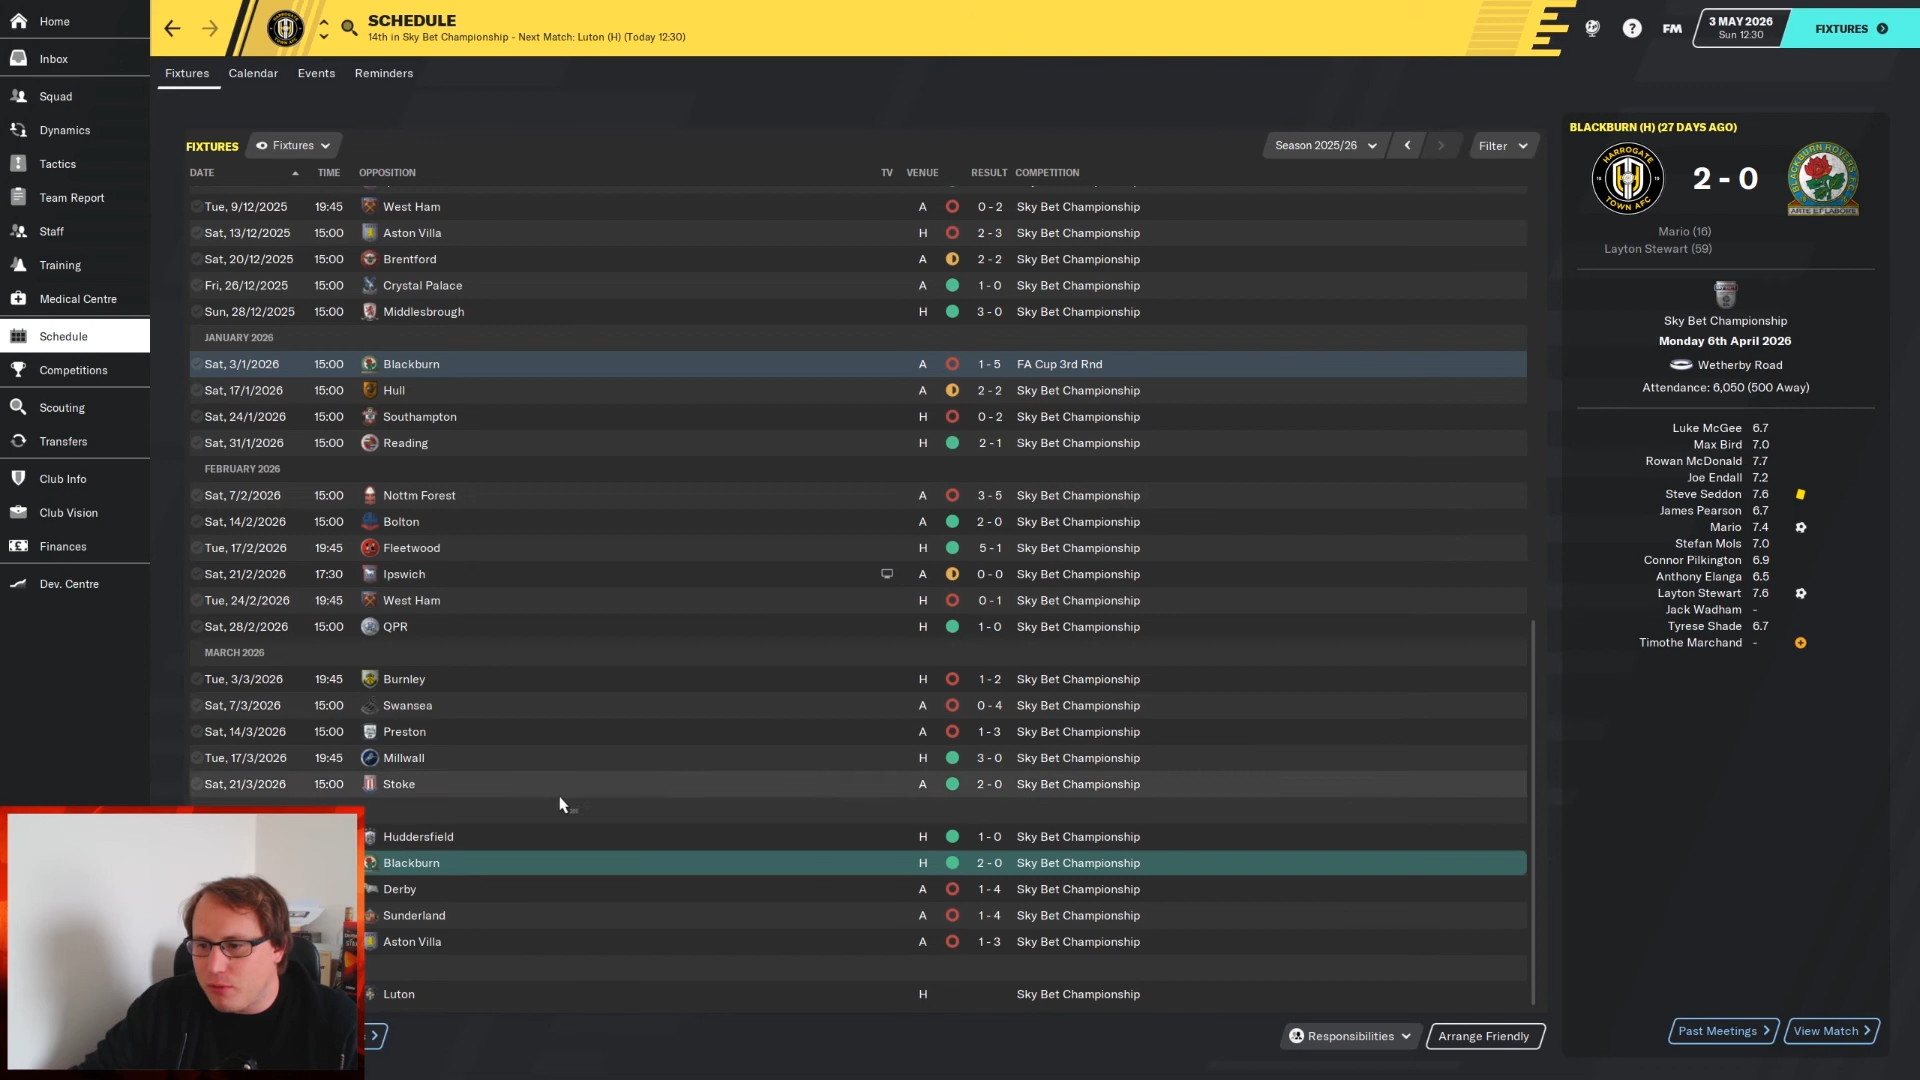 Home
Inbox
Squad
Dynamics
Tactics
Team Report
Staff
Training
Medical Centre
Schedule
Competitions
Scouting
Transfers
Club Info
Club Vision
Finances
Dev. Centre
SCHEDULE
14th in Sky Bet Championship - Next Match: Luton (H) (Today 12:30)
FM
3 MAY 2026
Sun 12:30
FIXTURES
Fixtures Calendar Events Reminders
FIXTURES Fixtures Season 2025/26 Filter
DATE TIME OPPOSITION TV VENUE RESULT COMPETITION
Tue, 9/12/2025 19:45 West Ham A 0 - 2 Sky Bet Championship
Sat, 13/12/2025 15:00 Aston Villa H 2 - 3 Sky Bet Championship
Sat, 20/12/2025 15:00 Brentford A 2 - 2 Sky Bet Championship
Fri, 26/12/2025 15:00 Crystal Palace A 1 - 0 Sky Bet Championship
Sun, 28/12/2025 15:00 Middlesbrough H 3 - 0 Sky Bet Championship
JANUARY 2026
Sat, 3/1/2026 15:00 Blackburn A 1 - 5 FA Cup 3rd Rnd
Sat, 17/1/2026 15:00 Hull A 2 - 2 Sky Bet Championship
Sat, 24/1/2026 15:00 Southampton H 0 - 2 Sky Bet Championship
Sat, 31/1/2026 15:00 Reading H 2 - 1 Sky Bet Championship
FEBRUARY 2026
Sat, 7/2/2026 15:00 Nottm Forest A 3 - 5 Sky Bet Championship
Sat, 14/2/2026 15:00 Bolton A 2 - 0 Sky Bet Championship
Tue, 17/2/2026 19:45 Fleetwood H 5 - 1 Sky Bet Championship
Sat, 21/2/2026 17:30 Ipswich A 0 - 0 Sky Bet Championship
Tue, 24/2/2026 19:45 West Ham H 0 - 1 Sky Bet Championship
Sat, 28/2/2026 15:00 QPR H 1 - 0 Sky Bet Championship
MARCH 2026
Tue, 3/3/2026 19:45 Burnley H 1 - 2 Sky Bet Championship
Sat, 7/3/2026 15:00 Swansea A 0 - 4 Sky Bet Championship
Sat, 14/3/2026 15:00 Preston A 1 - 3 Sky Bet Championship
Tue, 17/3/2026 19:45 Millwall H 3 - 0 Sky Bet Championship
Sat, 21/3/2026 15:00 Stoke A 2 - 0 Sky Bet Championship
Huddersfield H 1 - 0 Sky Bet Championship
Blackburn H 2 - 0 Sky Bet Championship
Derby A 1 - 4 Sky Bet Championship
Sunderland A 1 - 4 Sky Bet Championship
Aston Villa A 1 - 3 Sky Bet Championship
Luton H Sky Bet Championship
Responsibilities Arrange Friendly
BLACKBURN (H) (27 DAYS AGO)
HARROGATE
TOWN AFC
2 - 0
BLACKBURN ROVERS F.C.
ARTE ET LABORE
Mario (16)
Layton Stewart (59)
Sky Bet Championship
Monday 6th April 2026
Wetherby Road
Attendance: 6,050 (500 Away)
Luke McGee 6.7
Max Bird 7.0
Rowan McDonald 7.7
Joe Endall 7.2
Steve Seddon 7.6
James Pearson 6.7
Mario 7.4
Stefan Mols 7.0
Connor Pilkington 6.9
Anthony Elanga 6.5
Layton Stewart 7.6
Jack Wadham -
Tyrese Shade 6.7
Timothe Marchand -
Past Meetings View Match